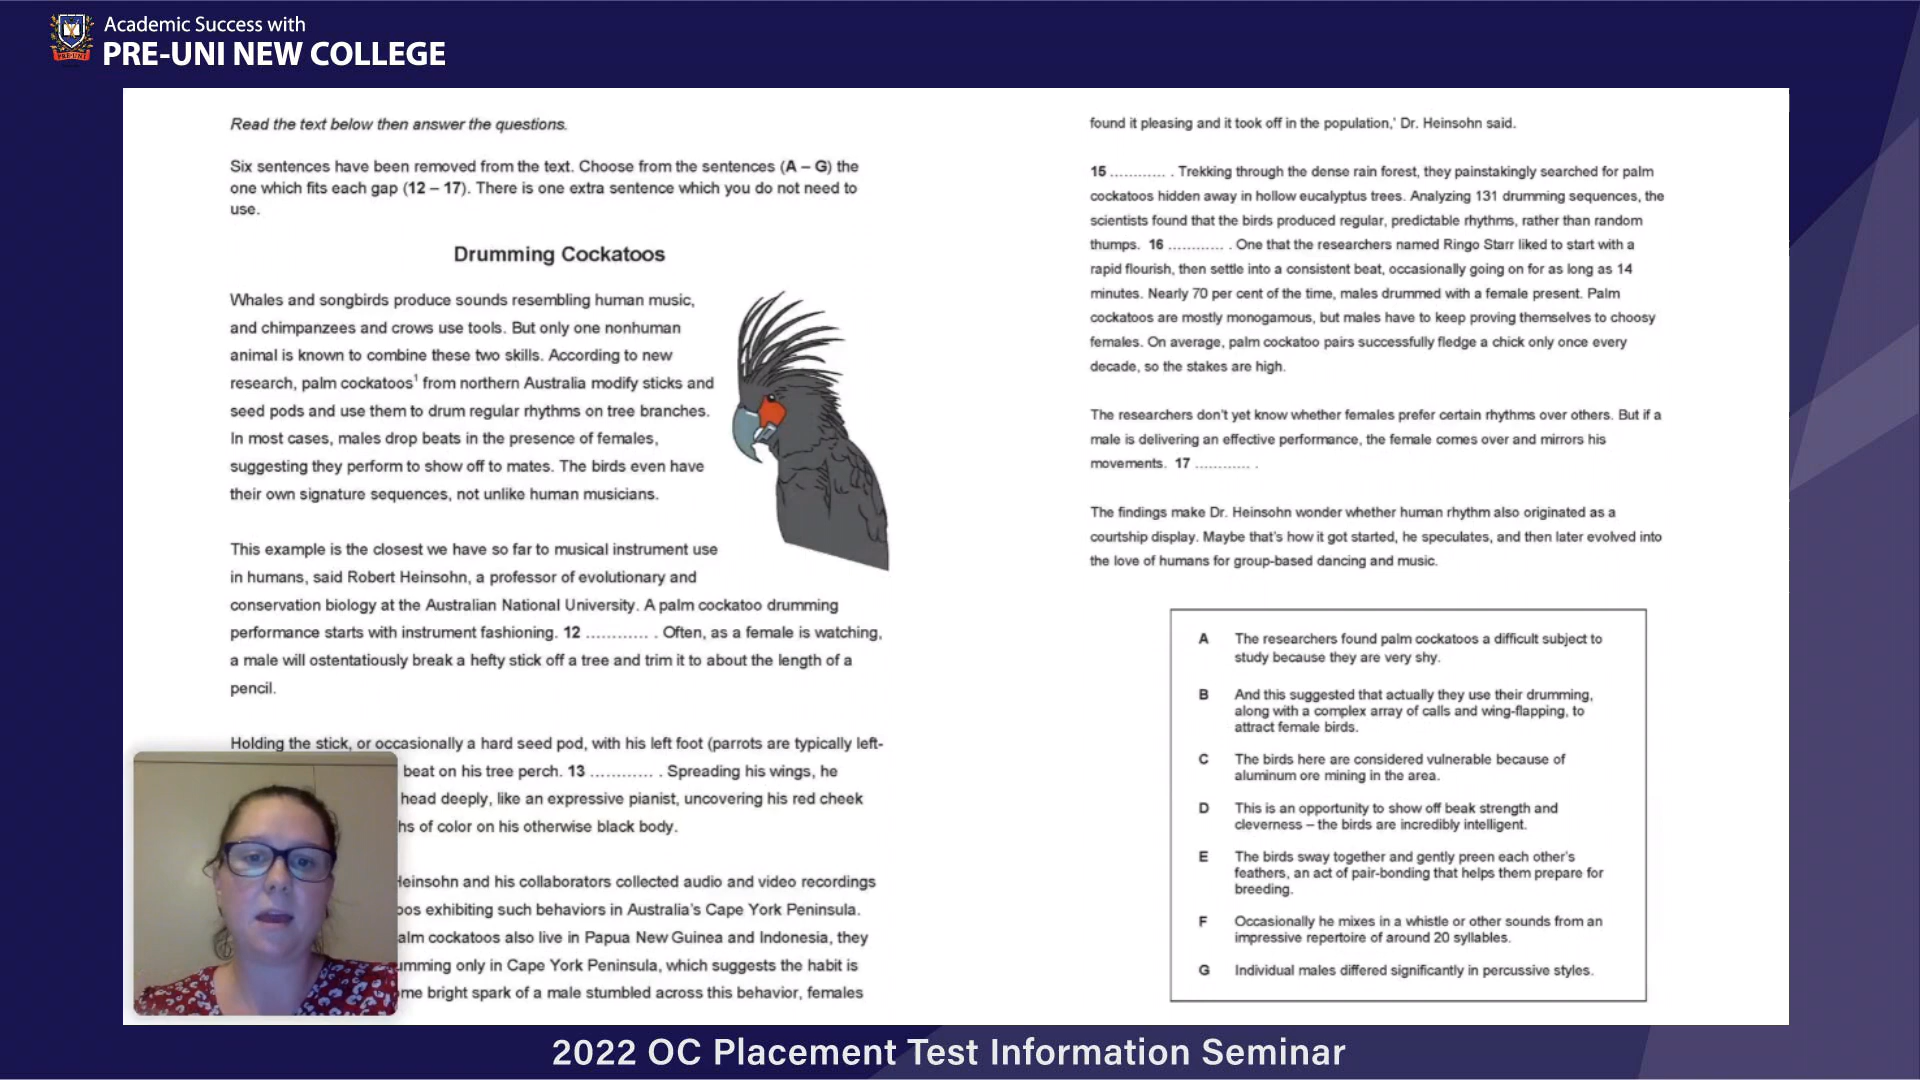 Academic Success with
PRE-UNI NEW COLLEGE
Read the text below then answer the questions.
Six sentences have been removed from the text. Choose from the sentences (A – G) the
one which fits each gap (12 – 17). There is one extra sentence which you do not need to
use.
Drumming Cockatoos
Whales and songbirds produce sounds resembling human music,
and chimpanzees and crows use tools. But only one nonhuman
animal is known to combine these two skills. According to new
research, palm cockatoos¹ from northern Australia modify sticks and
seed pods and use them to drum regular rhythms on tree branches.
In most cases, males drop beats in the presence of females,
suggesting they perform to show off to mates. The birds even have
their own signature sequences, not unlike human musicians.
This example is the closest we have so far to musical instrument use
in humans, said Robert Heinsohn, a professor of evolutionary and
conservation biology at the Australian National University. A palm cockatoo drumming
performance starts with instrument fashioning. 12 ............ . Often, as a female is watching,
a male will ostentatiously break a hefty stick off a tree and trim it to about the length of a
pencil.
Holding the stick, or occasionally a hard seed pod, with his left foot (parrots are typically left-
beat on his tree perch. 13 ............ . Spreading his wings, he
head deeply, like an expressive pianist, uncovering his red cheek
of color on his otherwise black body.
Heinsohn and his collaborators collected audio and video recordings
exhibiting such behaviors in Australia's Cape York Peninsula.
cockatoos also live in Papua New Guinea and Indonesia, they
only in Cape York Peninsula, which suggests the habit is
bright spark of a male stumbled across this behavior, females
found it pleasing and it took off in the population,' Dr. Heinsohn said.
15 ............ . Trekking through the dense rain forest, they painstakingly searched for palm
cockatoos hidden away in hollow eucalyptus trees. Analyzing 131 drumming sequences, the
scientists found that the birds produced regular, predictable rhythms, rather than random
thumps. 16 ............ . One that the researchers named Ringo Starr liked to start with a
rapid flourish, then settle into a consistent beat, occasionally going on for as long as 14
minutes. Nearly 70 per cent of the time, males drummed with a female present. Palm
cockatoos are mostly monogamous, but males have to keep proving themselves to choosy
females. On average, palm cockatoo pairs successfully fledge a chick only once every
decade, so the stakes are high.
The researchers don't yet know whether females prefer certain rhythms over others. But if a
male is delivering an effective performance, the female comes over and mirrors his
movements. 17 ............ .
The findings make Dr. Heinsohn wonder whether human rhythm also originated as a
courtship display. Maybe that's how it got started, he speculates, and then later evolved into
the love of humans for group-based dancing and music.
A The researchers found palm cockatoos a difficult subject to
study because they are very shy.
B And this suggested that actually they use their drumming,
along with a complex array of calls and wing-flapping, to
attract female birds.
C The birds here are considered vulnerable because of
aluminum ore mining in the area.
D This is an opportunity to show off beak strength and
cleverness – the birds are incredibly intelligent.
E The birds sway together and gently preen each other's
feathers, an act of pair-bonding that helps them prepare for
breeding.
F Occasionally he mixes in a whistle or other sounds from an
impressive repertoire of around 20 syllables.
G Individual males differed significantly in percussive styles.
2022 OC Placement Test Information Seminar